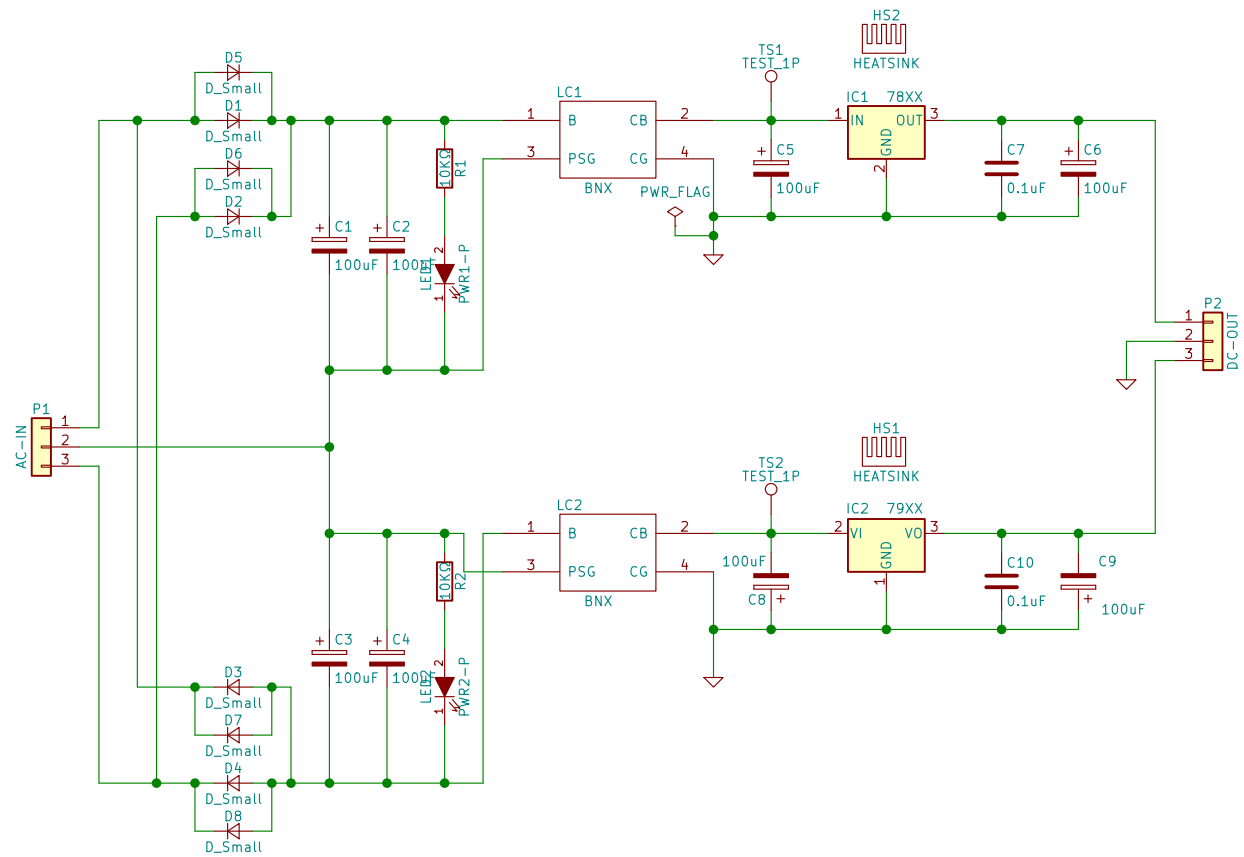 HS2
HEATSINK
TS1
TEST_1P
D5
D_Small
D1
D_Small
D6
D_Small
D2
D_Small
LC1
1
B
CB
2
3
PSG
CG
4
BNX
IC1
78XX
1
IN
OUT
3
GND
2
10KΩ
R1
PWR_FLAG
+
C5
100uF
C7
0.1uF
+
C6
100uF
+
C1
100uF
+
C2
100uF
2
LED1
1
PWR1-P
P2
1
2
3
DC-OUT
P1
AC-IN
1
2
3
HS1
HEATSINK
TS2
TEST_1P
LC2
1
B
CB
2
3
PSG
CG
4
BNX
IC2
79XX
2
VI
VO
3
GND
1
10KΩ
R2
100uF
C8
+
C10
0.1uF
C9
+
100uF
+
C3
100uF
+
C4
100uF
2
LED2
1
PWR2-P
D3
D_Small
D7
D_Small
D4
D_Small
D8
D_Small